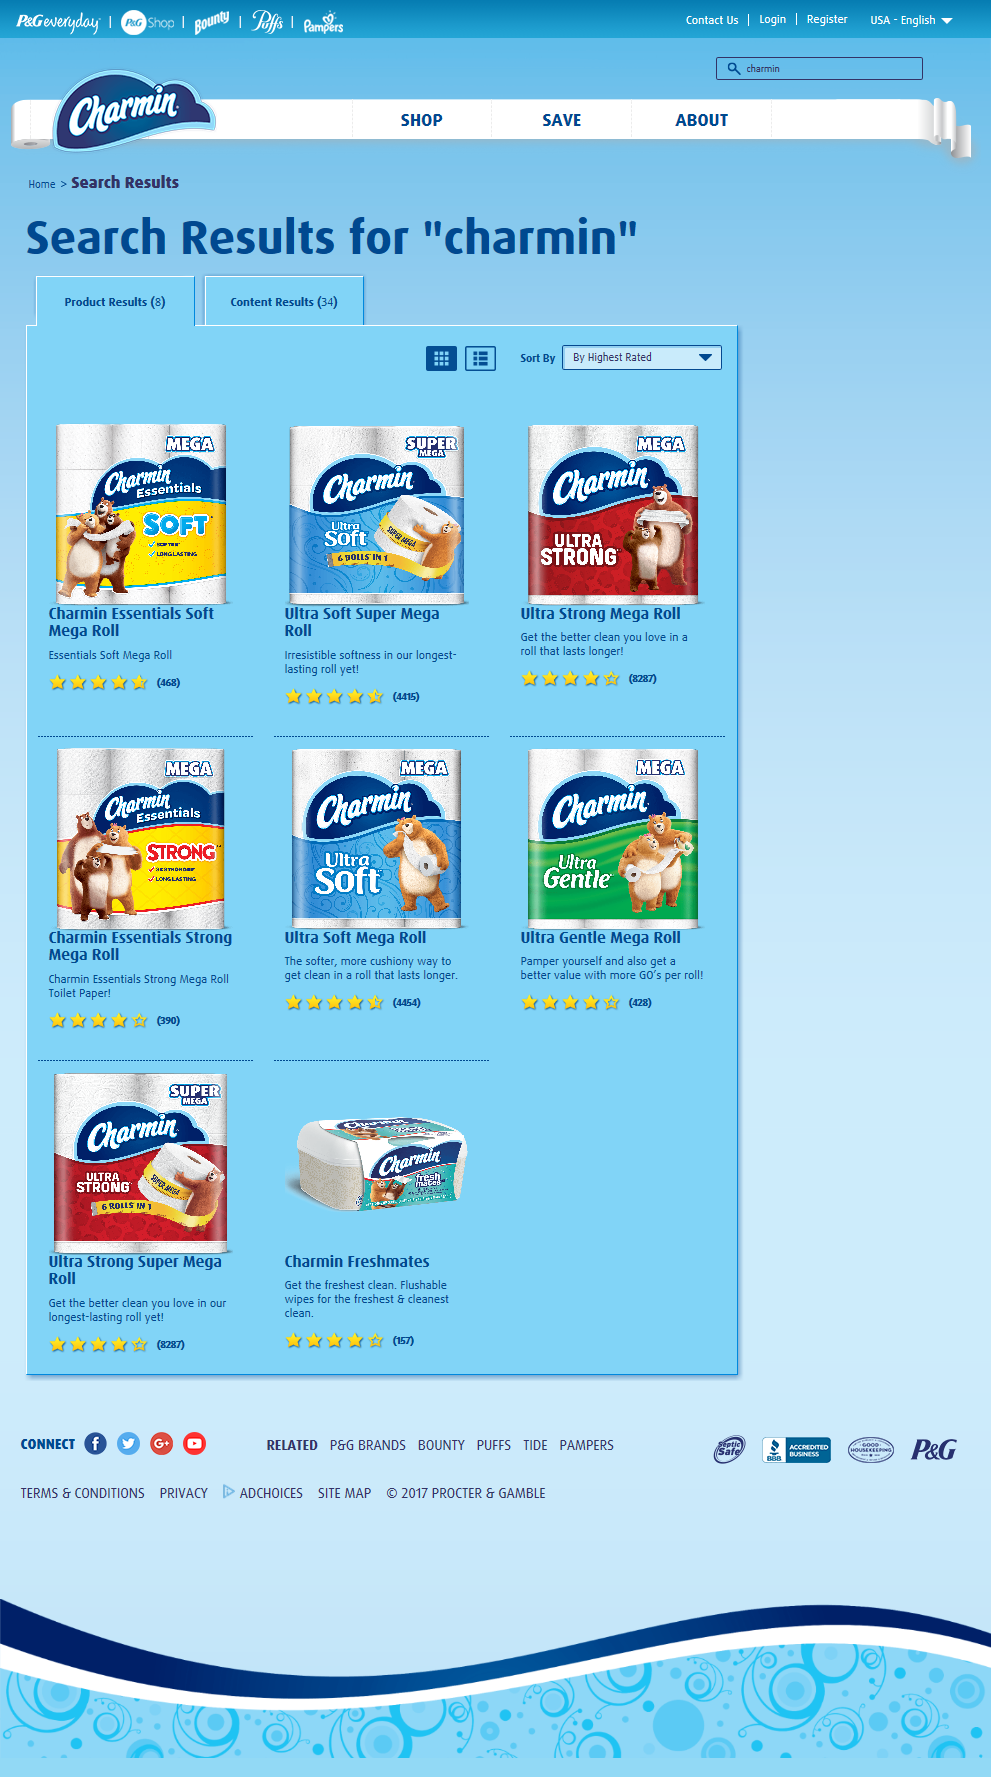 P&G everyday | P&G Shop | Bounty | Puffs | Pampers
Contact Us | Login | Register USA - English
charmin
Charmin
SHOP SAVE ABOUT
Home > Search Results
Search Results for "charmin"
Product Results (8) Content Results (34)
Sort By By Highest Rated
MEGA
Charmin
Essentials
SOFT
SOFTER
LONG LASTING
Charmin Essentials Soft
Mega Roll
Essentials Soft Mega Roll
(468)
SUPER
MEGA
Charmin
Ultra
Soft
SUPER MEGA
6 ROLLS IN 1
Ultra Soft Super Mega
Roll
Irresistible softness in our longest-
lasting roll yet!
(4415)
MEGA
Charmin
ULTRA
STRONG
Ultra Strong Mega Roll
Get the better clean you love in a
roll that lasts longer!
(8287)
MEGA
Charmin
Essentials
STRONG
LONG LASTING
Charmin Essentials Strong
Mega Roll
Charmin Essentials Strong Mega Roll
Toilet Paper!
(390)
MEGA
Charmin
Ultra
Soft
Ultra Soft Mega Roll
The softer, more cushiony way to
get clean in a roll that lasts longer.
(4454)
MEGA
Charmin
Ultra
Gentle
Ultra Gentle Mega Roll
Pamper yourself and also get a
better value with more GO's per roll!
(428)
SUPER
MEGA
Charmin
ULTRA
STRONG
SUPER MEGA
6 ROLLS IN 1
Ultra Strong Super Mega
Roll
Get the better clean you love in our
longest-lasting roll yet!
(8287)
Charmin
fresh
mates
Charmin Freshmates
Get the freshest clean. Flushable
wipes for the freshest & cleanest
clean.
(157)
CONNECT
RELATED P&G BRANDS BOUNTY PUFFS TIDE PAMPERS
Septic
Safe
BBB
ACCREDITED
BUSINESS
GOOD
HOUSEKEEPING
P&G
TERMS & CONDITIONS PRIVACY ADCHOICES SITE MAP © 2017 PROCTER & GAMBLE